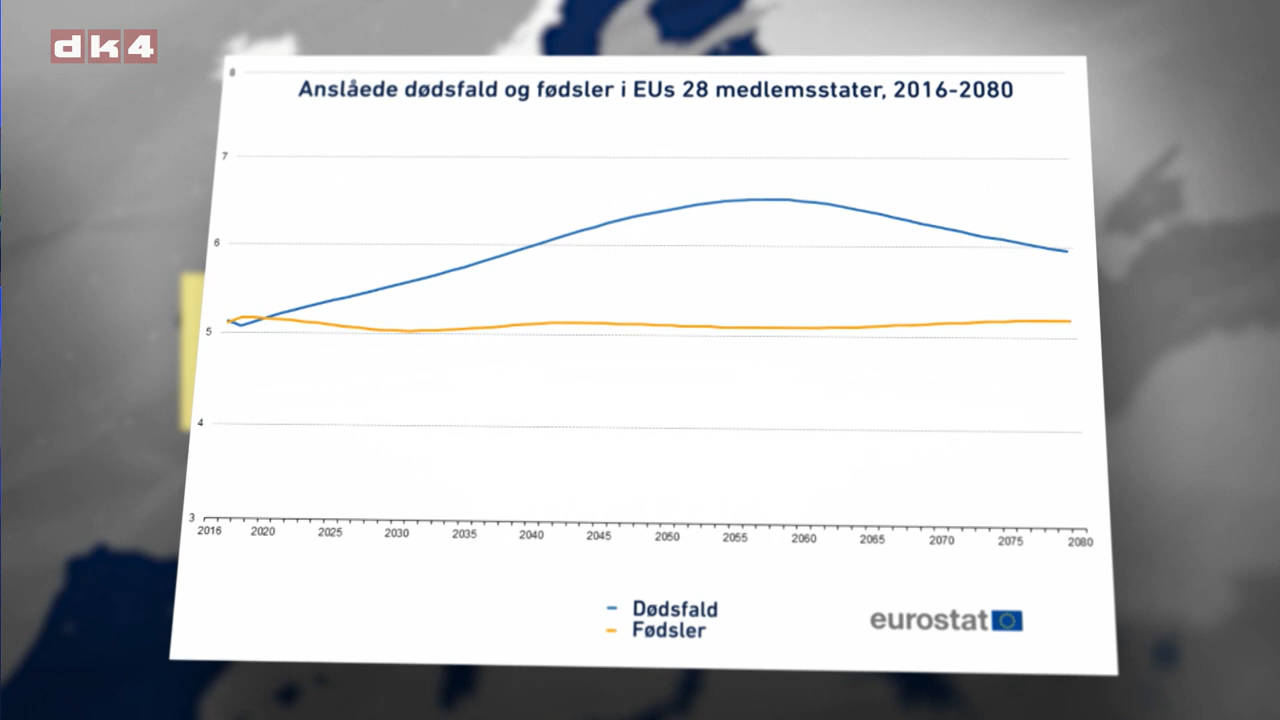 dk4
8
Anslåede dødsfald og fødsler i EUs 28 medlemsstater, 2016-2080
7
6
5
4
3
2016 2020 2025 2030 2035 2040 2045 2050 2055 2060 2065 2070 2075 2080
Dødsfald
Fødsler
eurostat